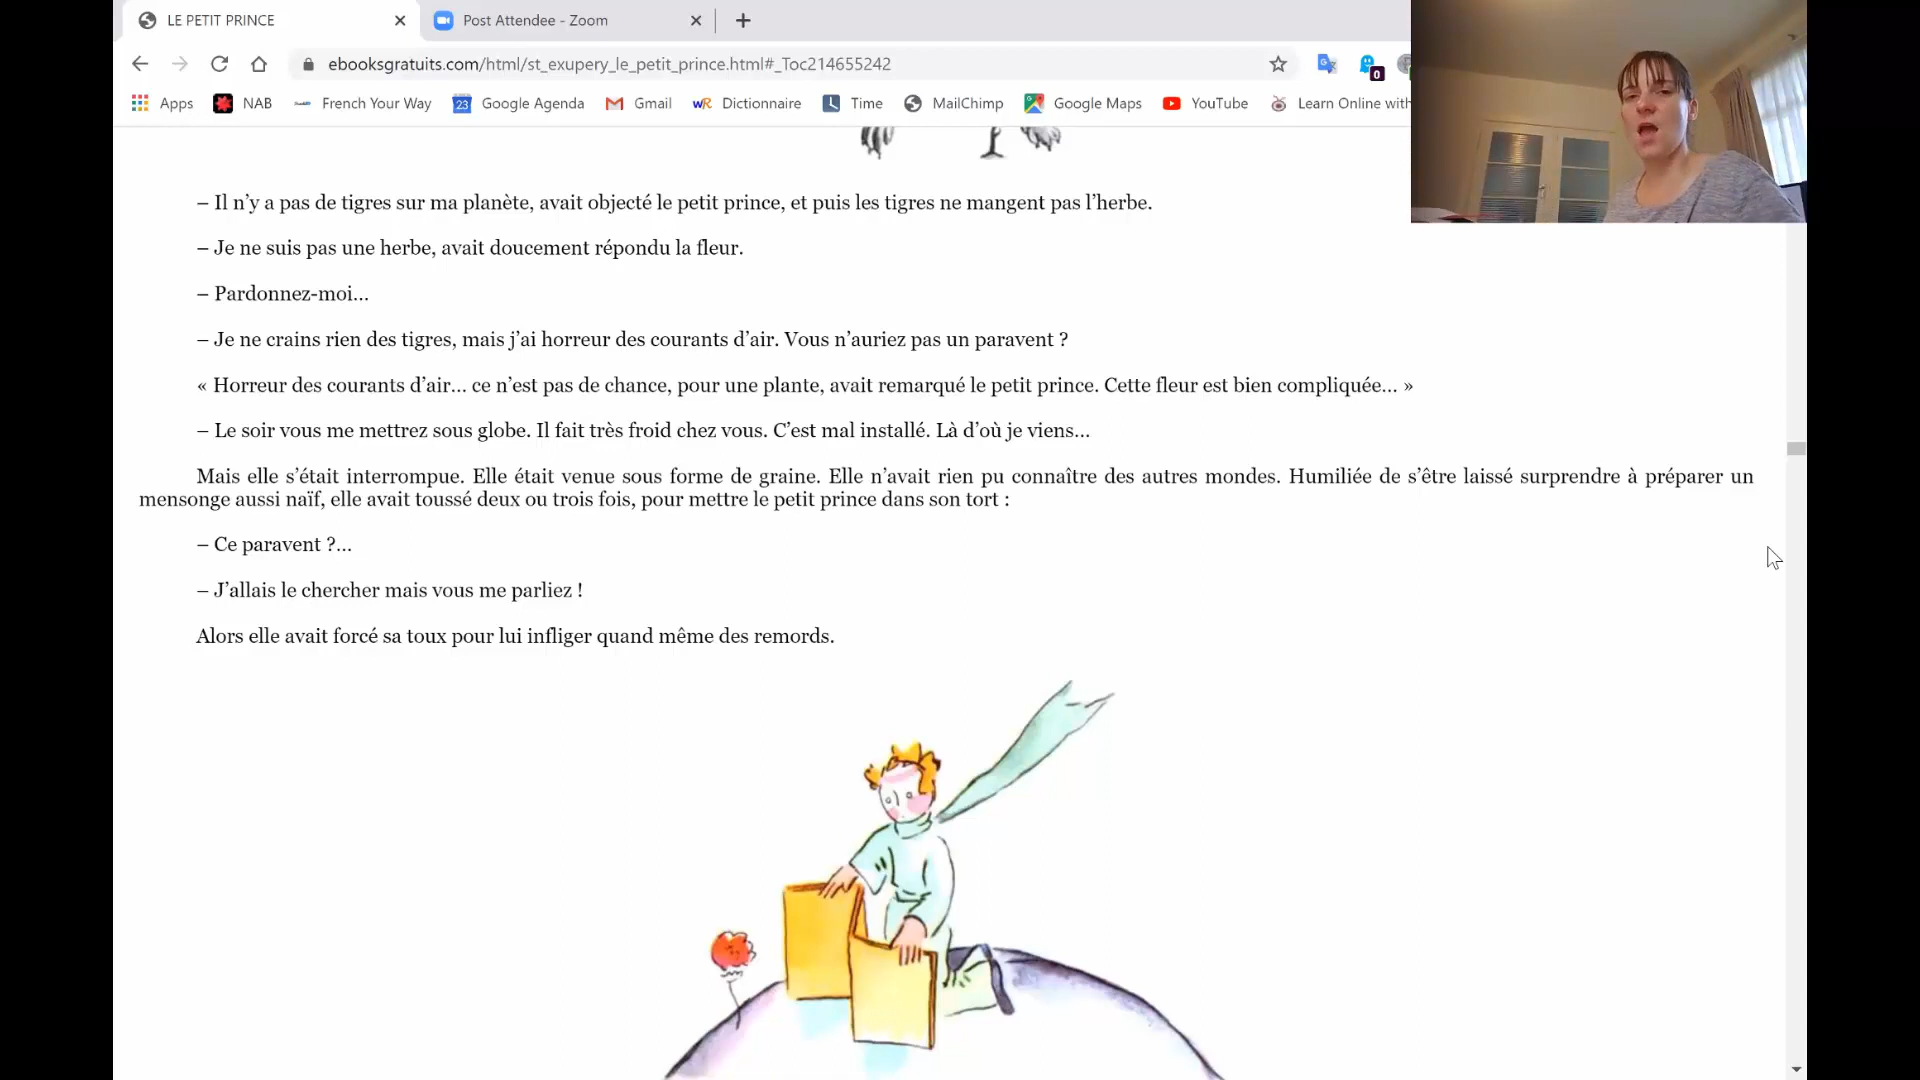 LE PETIT PRINCE
Post Attendee - Zoom
ebooksgratuits.com/html/st_exupery_le_petit_prince.html#_Toc214655242
0
Apps NAB French Your Way 23 Google Agenda Gmail WR Dictionnaire Time MailChimp Google Maps YouTube Learn Online with
– Il n’y a pas de tigres sur ma planète, avait objecté le petit prince, et puis les tigres ne mangent pas l’herbe.
– Je ne suis pas une herbe, avait doucement répondu la fleur.
– Pardonnez-moi…
– Je ne crains rien des tigres, mais j’ai horreur des courants d’air. Vous n’auriez pas un paravent ?
« Horreur des courants d’air… ce n’est pas de chance, pour une plante, avait remarqué le petit prince. Cette fleur est bien compliquée… »
– Le soir vous me mettrez sous globe. Il fait très froid chez vous. C’est mal installé. Là d’où je viens…
Mais elle s’était interrompue. Elle était venue sous forme de graine. Elle n’avait rien pu connaître des autres mondes. Humiliée de s’être laissé surprendre à préparer un
mensonge aussi naïf, elle avait toussé deux ou trois fois, pour mettre le petit prince dans son tort :
– Ce paravent ?…
– J’allais le chercher mais vous me parliez !
Alors elle avait forcé sa toux pour lui infliger quand même des remords.